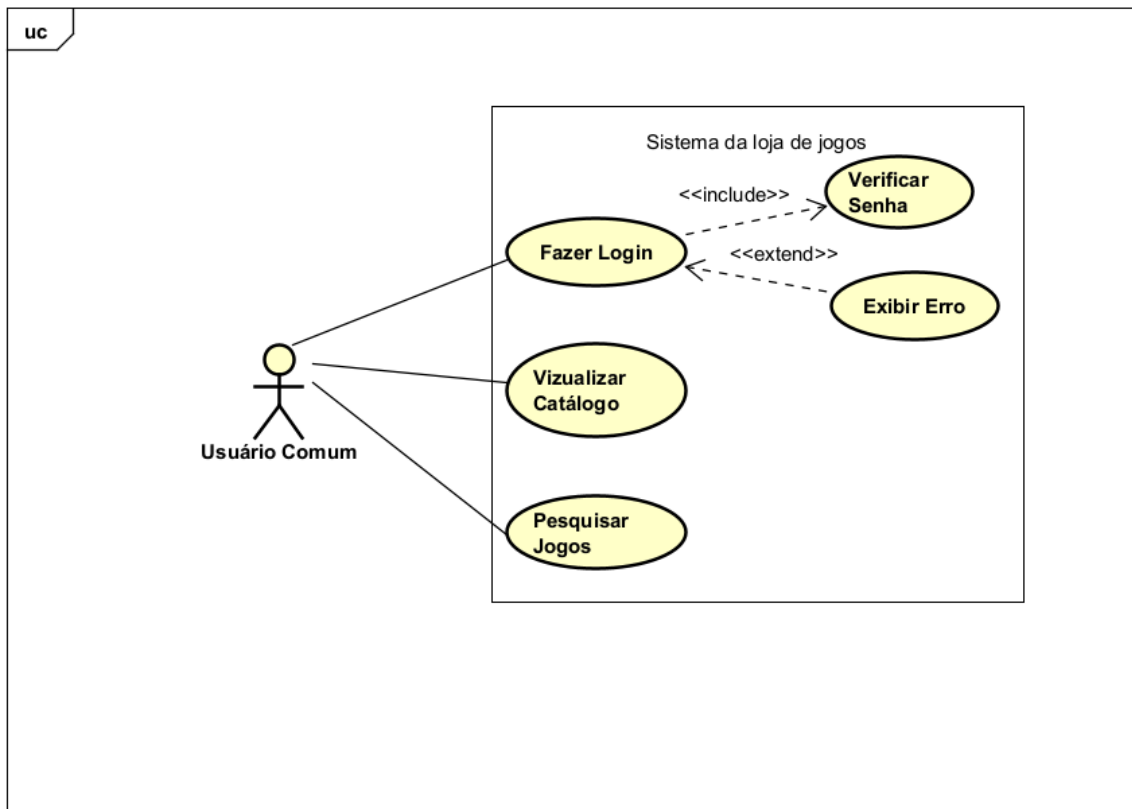 uc
Sistema da loja de jogos
<<include>>
Verificar
Senha
Fazer Login
<<extend>>
Exibir Erro
Vizualizar
Catálogo
Usuário Comum
Pesquisar
Jogos